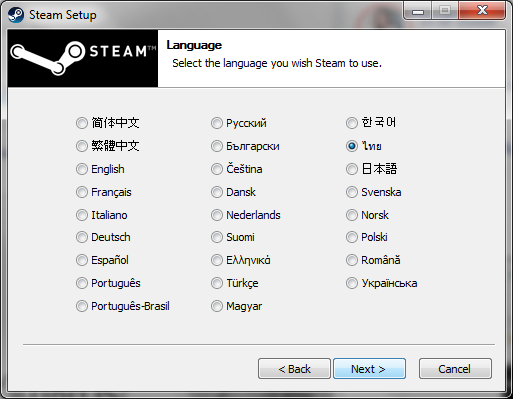 Steam Setup
STEAM™
Language
Select the language you wish Steam to use.
简体中文
繁體中文
English
Français
Italiano
Deutsch
Español
Português
Português-Brasil
Русский
Български
Čeština
Dansk
Nederlands
Suomi
Ελληνικά
Türkçe
Magyar
한국어
ไทย
日本語
Svenska
Norsk
Polski
Română
Українська
< Back
Next >
Cancel